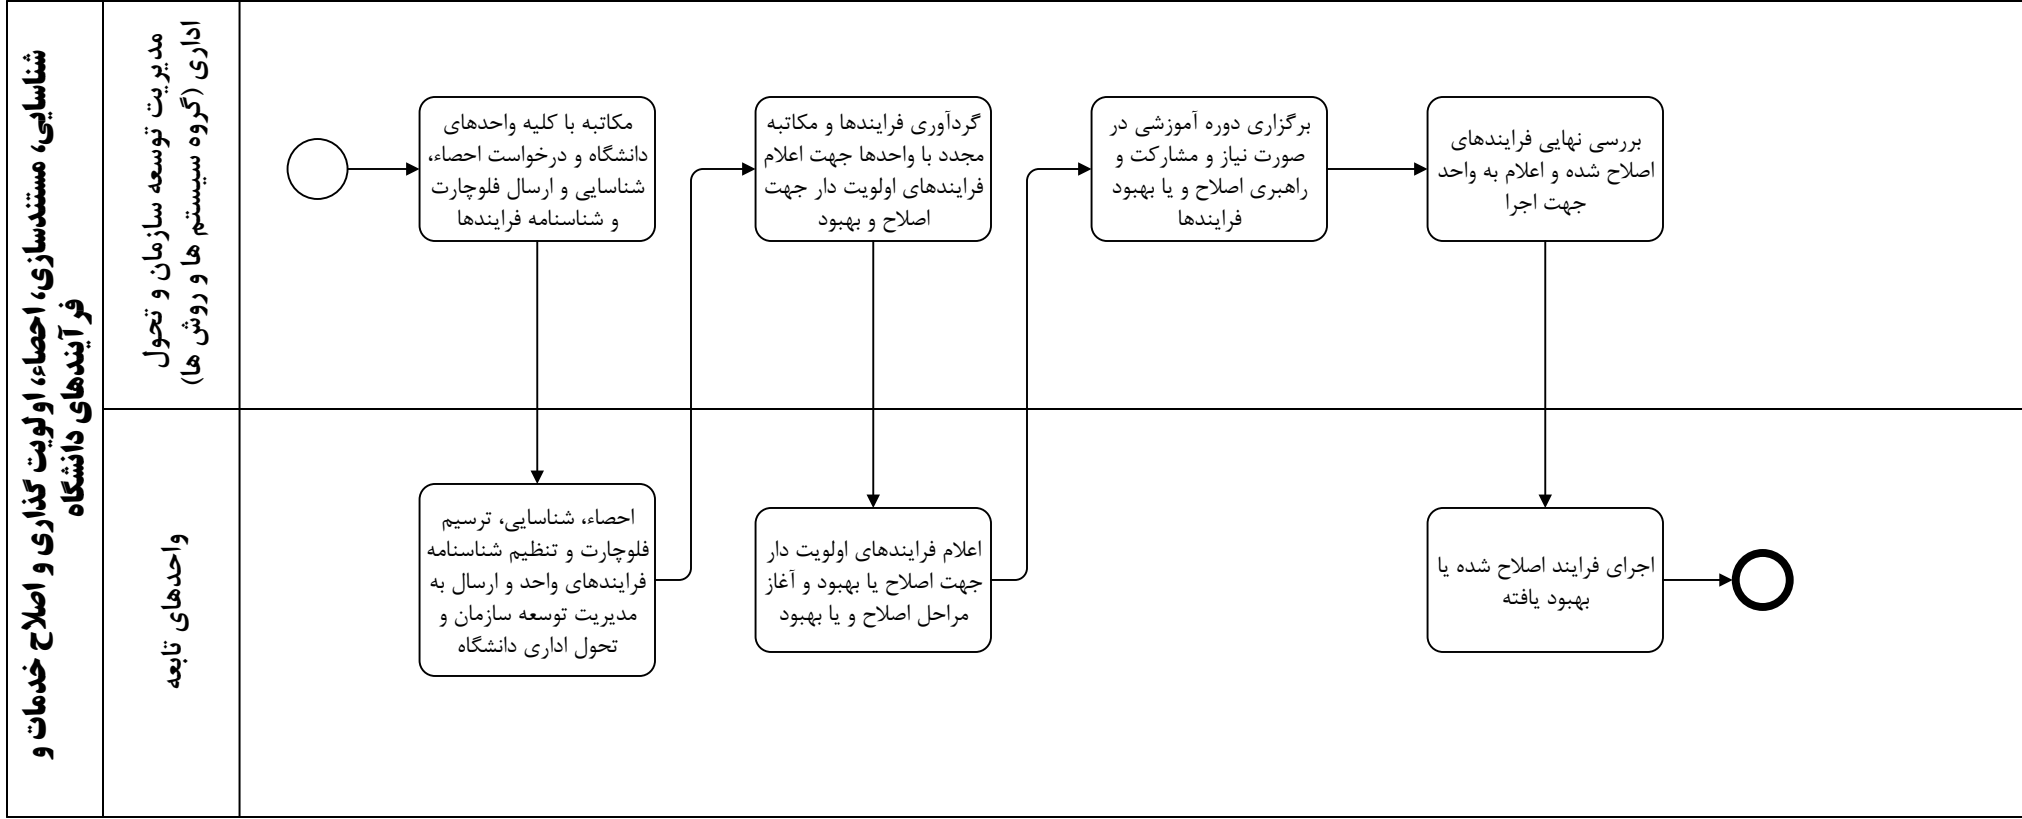 شناسایی، مستندسازی، احصاء، اولویت گذاری و اصلاح خدمات و
فرآیندهای دانشگاه
مدیریت توسعه سازمان و تحول
اداری (گروه سیستم ها و روش ها)
مکاتبه با کلیه واحدهای
دانشگاه و درخواست احصاء،
شناسایی و ارسال فلوچارت
و شناسنامه فرایندها
گردآوری فرایندها و مکاتبه
مجدد با واحدها جهت اعلام
فرایندهای اولویت دار جهت
اصلاح و بهبود
برگزاری دوره آموزشی در
صورت نیاز و مشارکت و
راهبری اصلاح و یا بهبود
فرایندها
بررسی نهایی فرایندهای
اصلاح شده و اعلام به واحد
جهت اجرا
واحدهای تابعه
احصاء، شناسایی، ترسیم
فلوچارت و تنظیم شناسنامه
فرایندهای واحد و ارسال به
مدیریت توسعه سازمان و
تحول اداری دانشگاه
اعلام فرایندهای اولویت دار
جهت اصلاح یا بهبود و آغاز
مراحل اصلاح و یا بهبود
اجرای فرایند اصلاح شده یا
بهبود یافته